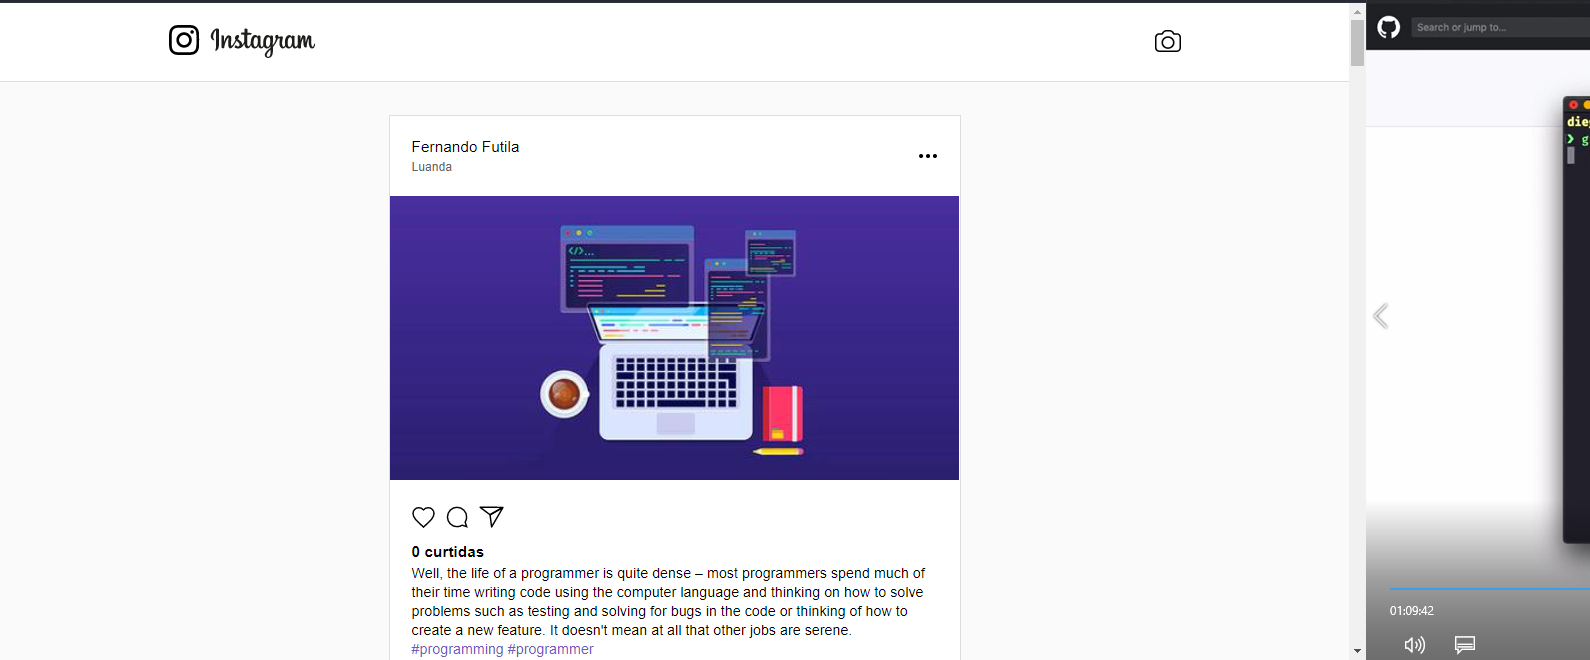 Instagram
Fernando Futila
Luanda
</>...
0 curtidas
Well, the life of a programmer is quite dense – most programmers spend much of
their time writing code using the computer language and thinking on how to solve
problems such as testing and solving for bugs in the code or thinking of how to
create a new feature. It doesn't mean at all that other jobs are serene.
#programming #programmer
Search or jump to...
die
❯ g
01:09:42